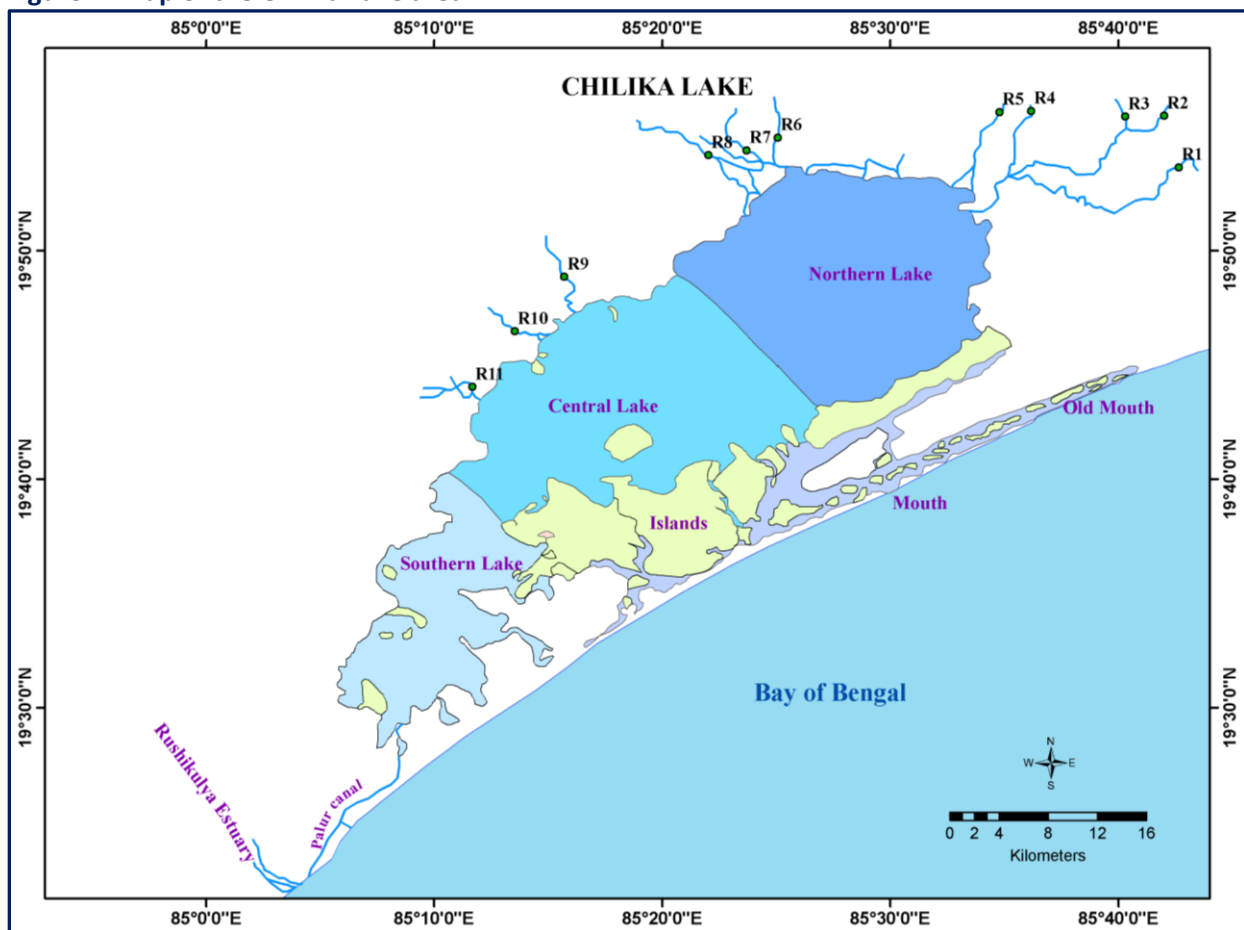 85°0'0"E 85°10'0"E 85°20'0"E 85°30'0"E 85°40'0"E
CHILIKA LAKE
R5 R4 R3 R2
R6
R7
R8
R1
19°50'0"N 19°50'0"N
R9
Northern Lake
R10
R11
Central Lake
Old Mouth
19°40'0"N 19°40'0"N
Mouth
Islands
Southern Lake
Bay of Bengal
19°30'0"N 19°30'0"N
Rushikulya Estuary
Palur canal
N
W E
S
0 2 4 8 12 16
Kilometers
85°0'0"E 85°10'0"E 85°20'0"E 85°30'0"E 85°40'0"E